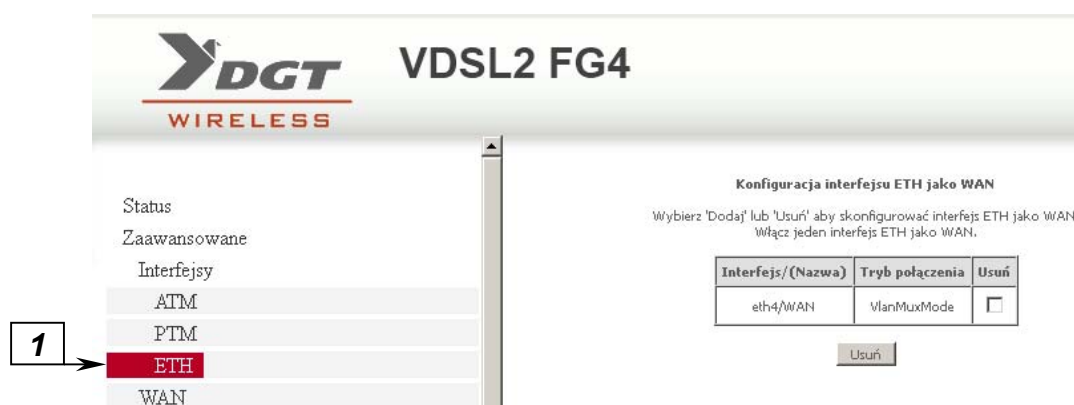 DGT
WIRELESS
VDSL2 FG4
Status
Zaawansowane
Interfejsy
ATM
PTM
1
ETH
WAN
Konfiguracja interfejsu ETH jako WAN
Wybierz 'Dodaj' lub 'Usuń' aby skonfigurować interfejs ETH jako WAN
Włącz jeden interfejs ETH jako WAN.
Interfejs/(Nazwa) Tryb połączenia Usuń
eth4/WAN VlanMuxMode
Usuń